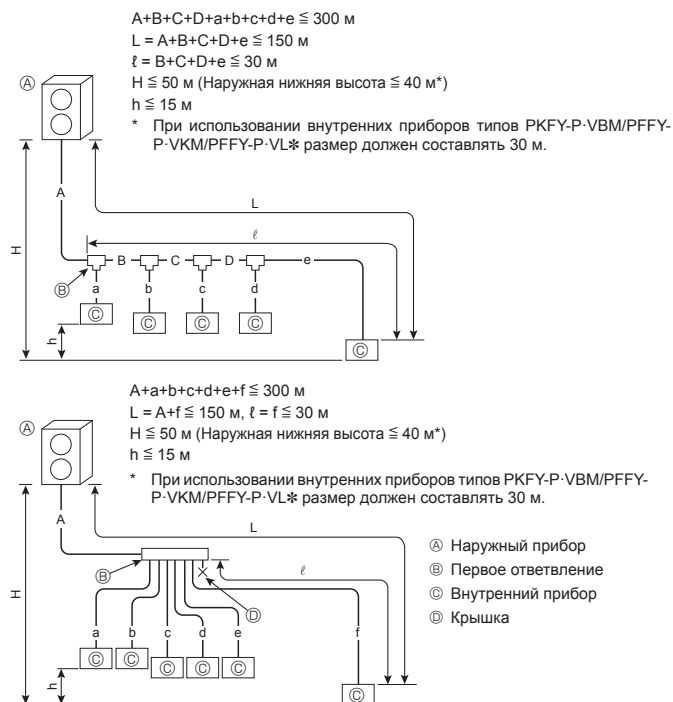 A+B+C+D+a+b+c+d+e ≦ 300 м
L = A+B+C+D+e ≦ 150 м
ℓ = B+C+D+e ≦ 30 м
H ≦ 50 м (Наружная нижняя высота ≦ 40 м*)
h ≦ 15 м
* При использовании внутренних приборов типов PKFY-P·VBM/PFFY-
P·VKM/PFFY-P·VL✻ размер должен составлять 30 м.
Ⓐ
A
L
H
ℓ
B C D e
Ⓑ
a b c d
Ⓒ Ⓒ Ⓒ Ⓒ
h
Ⓒ
A+a+b+c+d+e+f ≦ 300 м
L = A+f ≦ 150 м, ℓ = f ≦ 30 м
H ≦ 50 м (Наружная нижняя высота ≦ 40 м*)
h ≦ 15 м
* При использовании внутренних приборов типов PKFY-P·VBM/PFFY-
P·VKM/PFFY-P·VL✻ размер должен составлять 30 м.
Ⓐ
A
L
Ⓐ Наружный прибор
Ⓑ Первое ответвление
Ⓒ Внутренний прибор
Ⓓ Крышка
Ⓑ
ℓ
Ⓓ
H
a b c d e f
Ⓒ Ⓒ Ⓒ Ⓒ Ⓒ
h
Ⓒ